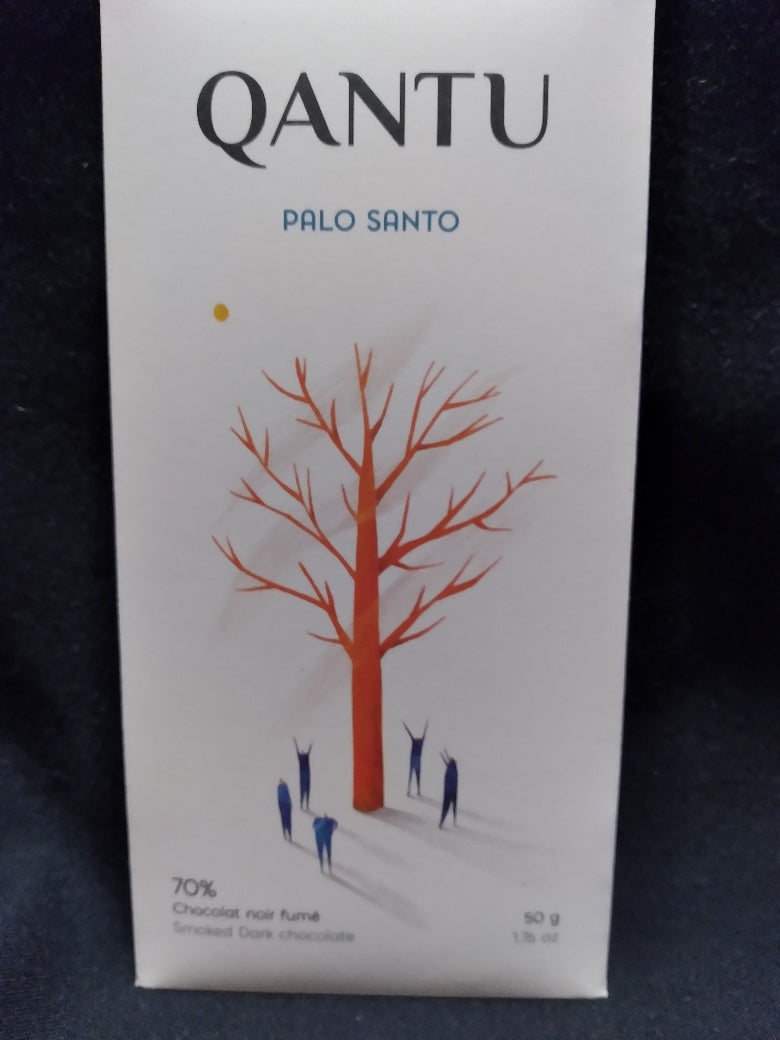 QANTU
PALO SANTO
70%
Chocolat noir fumé
Smoked Dark chocolate
50 g
1.76 oz